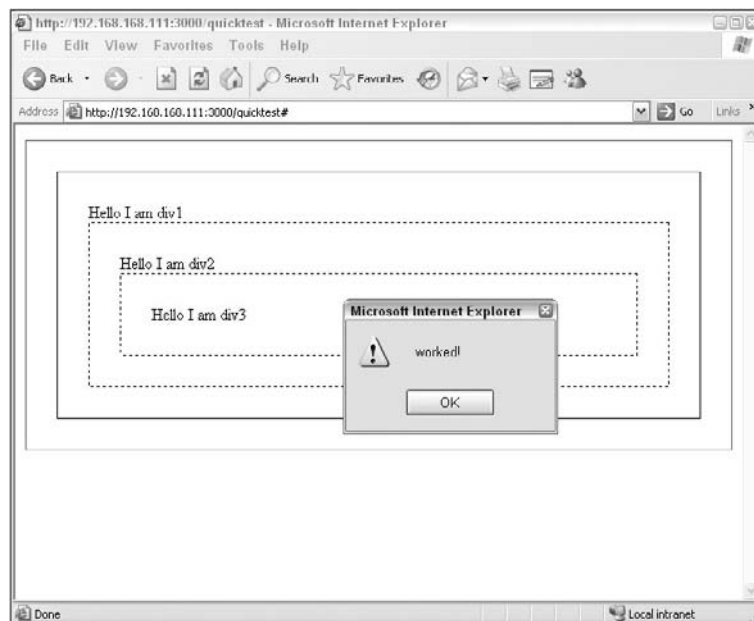 http://192.168.168.111:3000/quicktest - Microsoft Internet Explorer
File Edit View Favorites Tools Help
Back Search Favorites
Address http://192.160.160.111:3000/quicktest# Go Links »
Hello I am div1
Hello I am div2
Hello I am div3
Microsoft Internet Explorer
worked!
OK
Done Local intranet